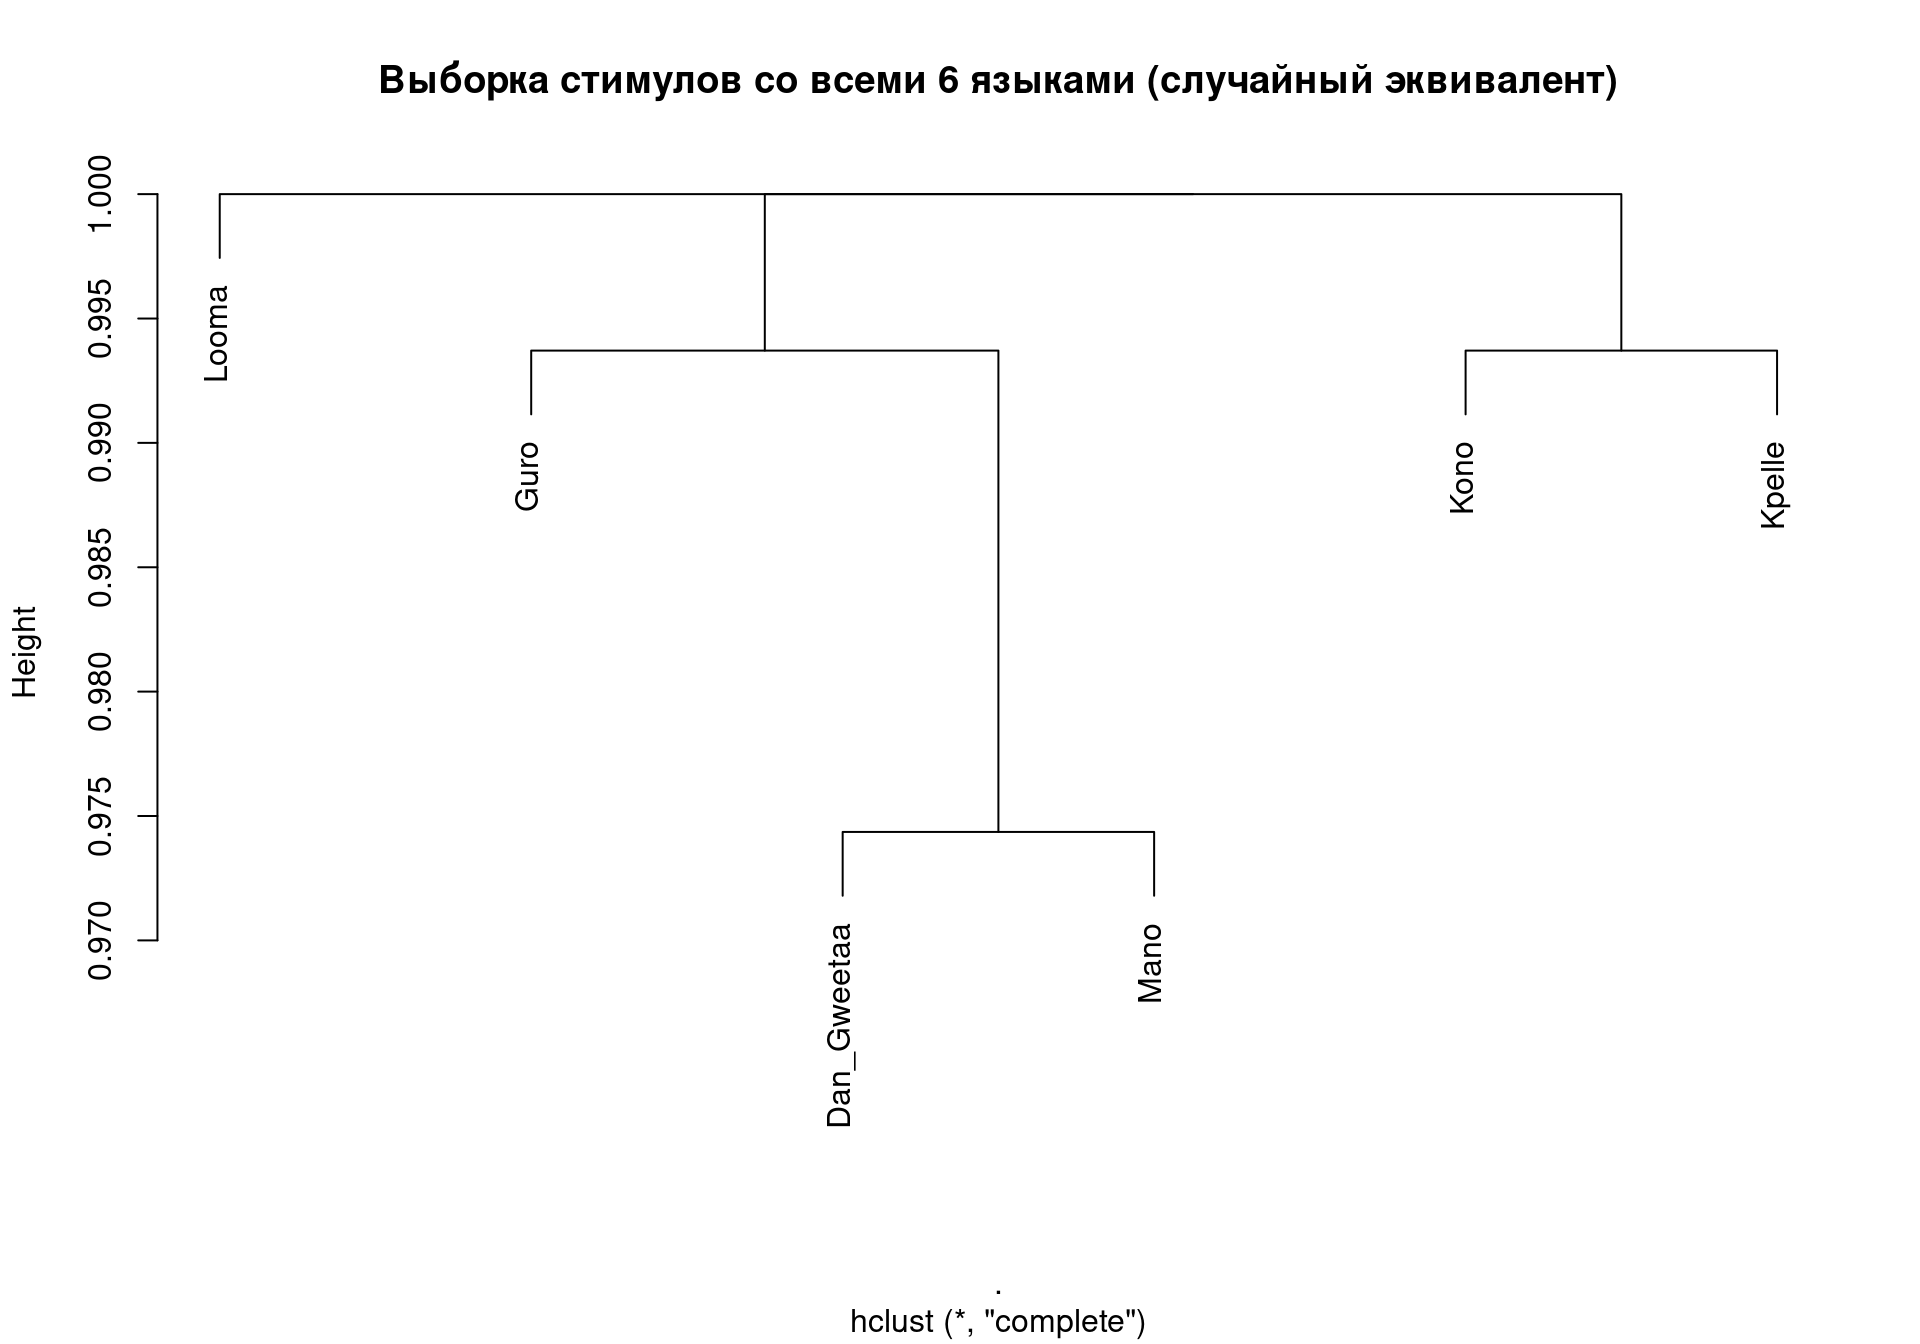 Выборка стимулов со всеми 6 языками (случайный эквивалент)
Height
1.000
0.995
0.990
0.985
0.980
0.975
0.970
Looma
Guro
Dan_Gweetaa
Mano
Kono
Kpelle
.
hclust (*, "complete")